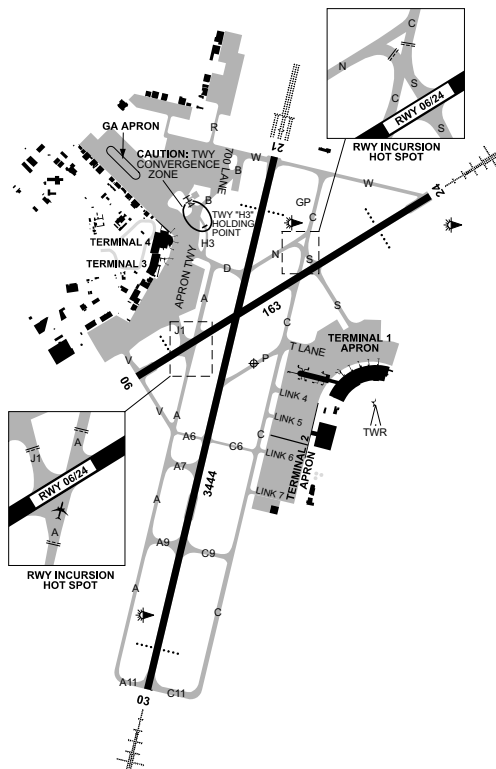 C
N
S
C
RWY 06/24
S
RWY INCURSION
HOT SPOT
GA APRON
R
21
700 LANE
W
CAUTION: TWY
CONVERGENCE
ZONE
B
W
24
H4
B
GP
C
TWY "H3"
HOLDING
POINT
TERMINAL 4
H3
N
S
TERMINAL 3
D
APRON TWY
A
163
S
J1
C
TERMINAL 1
APRON
T LANE
V
P
06
LINK 4
V
A
LINK 5
TWR
A6
C6
C
LINK 6
A7
TERMINAL 2
APRON
3444
LINK 7
A
J1
A
RWY 06/24
A
RWY INCURSION
HOT SPOT
A9
C9
A
C
A11
C11
03